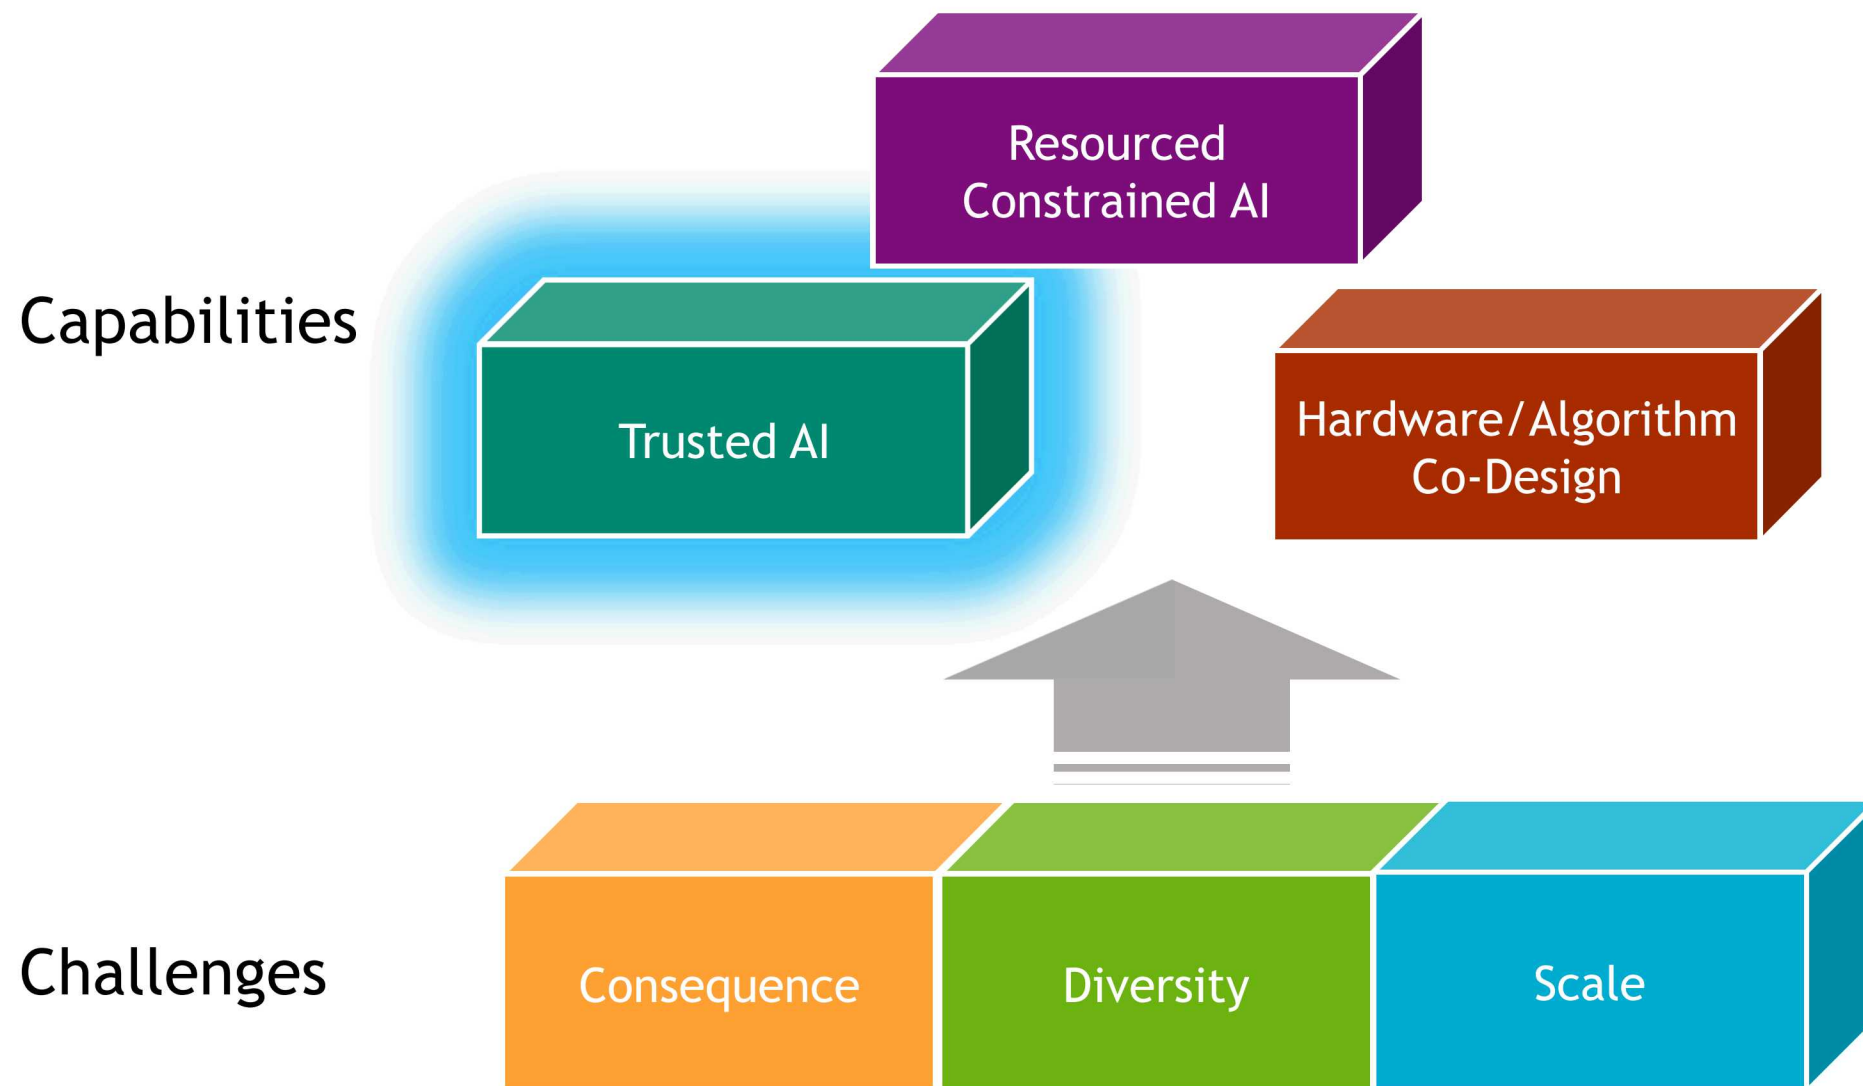 Resourced
Constrained AI
Capabilities
Trusted AI
Hardware/Algorithm
Co-Design
Challenges
Consequence
Diversity
Scale